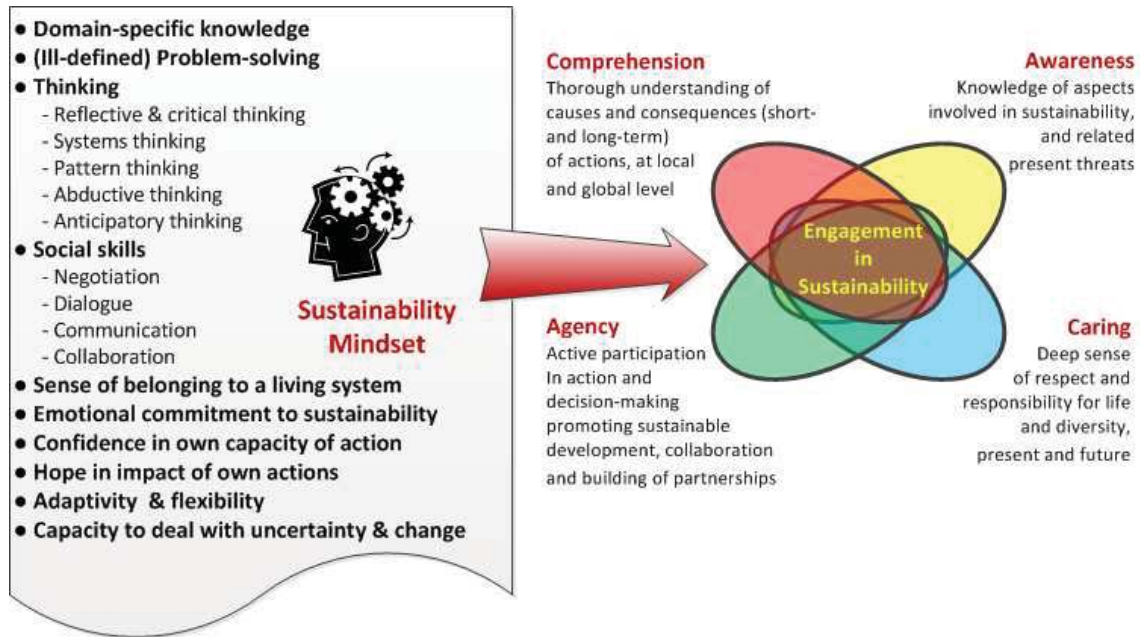 ● Domain-specific knowledge
● (Ill-defined) Problem-solving
● Thinking
- Reflective & critical thinking
- Systems thinking
- Pattern thinking
- Abductive thinking
- Anticipatory thinking
● Social skills
- Negotiation
- Dialogue
- Communication
- Collaboration
● Sense of belonging to a living system
● Emotional commitment to sustainability
● Confidence in own capacity of action
● Hope in impact of own actions
● Adaptivity & flexibility
● Capacity to deal with uncertainty & change
Sustainability
Mindset
Comprehension
Thorough understanding of
causes and consequences (short-
and long-term)
of actions, at local
and global level
Awareness
Knowledge of aspects
involved in sustainability,
and related
present threats
Engagement
in
Sustainability
Agency
Active participation
In action and
decision-making
promoting sustainable
development, collaboration
and building of partnerships
Caring
Deep sense
of respect and
responsibility for life
and diversity,
present and future